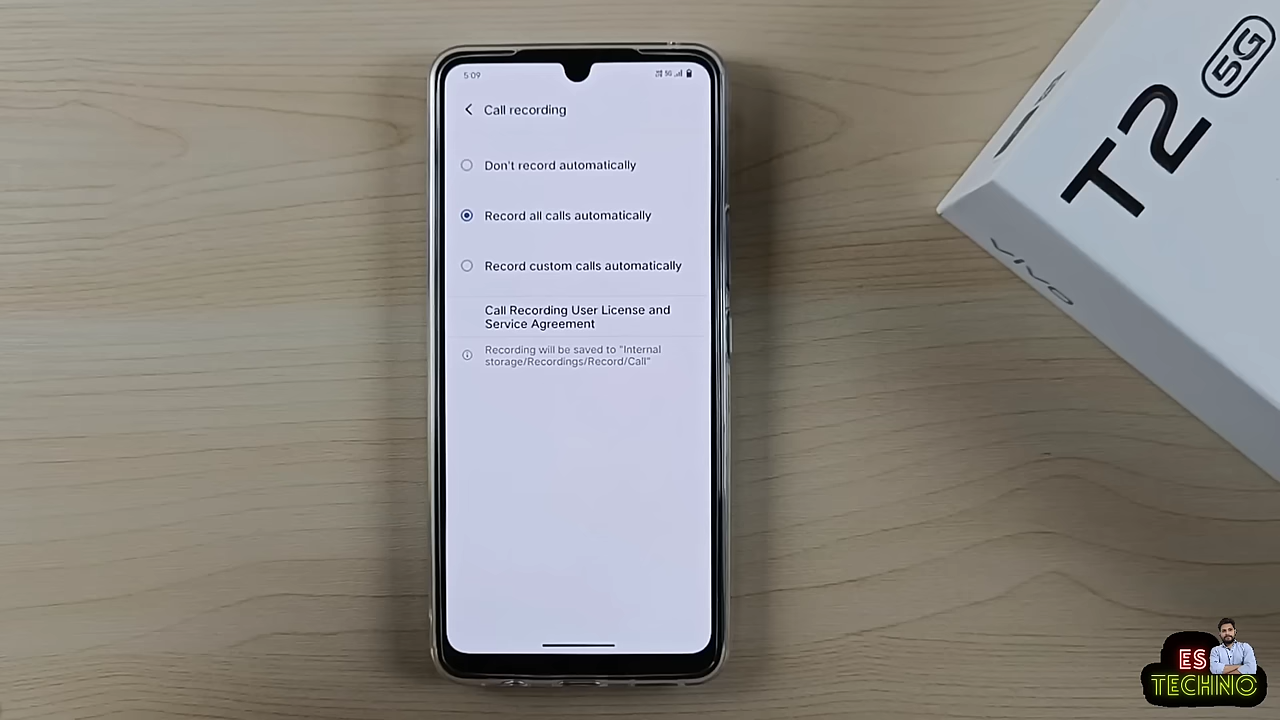 5:09
5G
Call recording
Don't record automatically
Record all calls automatically
Record custom calls automatically
Call Recording User License and
Service Agreement
Recording will be saved to "Internal
storage/Recordings/Record/Call"
T2 5G
vivo
ES
TECHNO